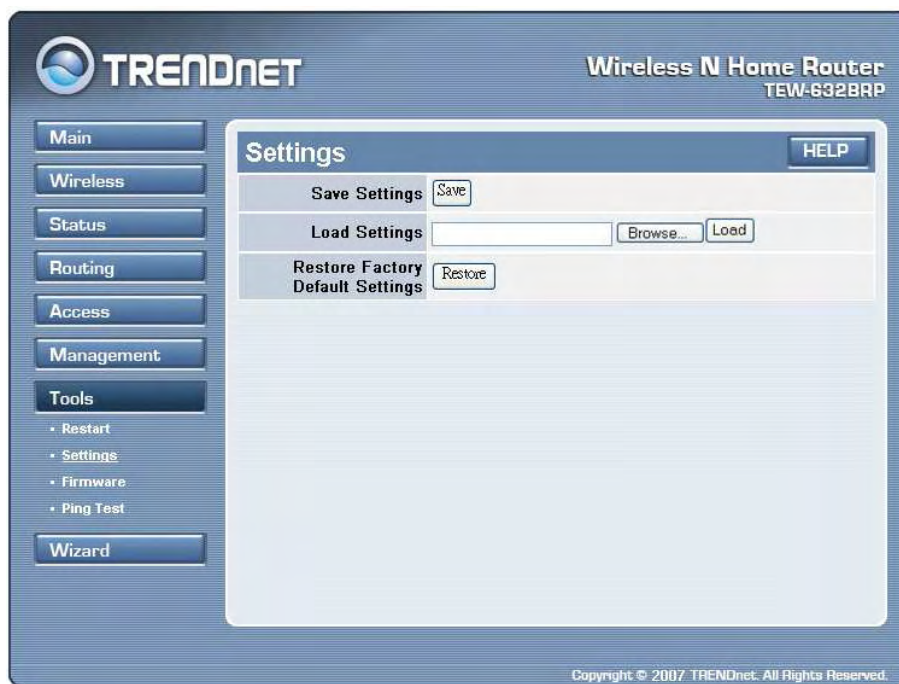 TRENDNET
Wireless N Home Router
TEW-632BRP
Main
Wireless
Status
Routing
Access
Management
Tools
• Restart
• Settings
• Firmware
• Ping Test
Wizard
Settings
HELP
Save Settings Save
Load Settings Browse... Load
Restore Factory
Default Settings Restore
Copyright © 2007 TRENDnet. All Rights Reserved.